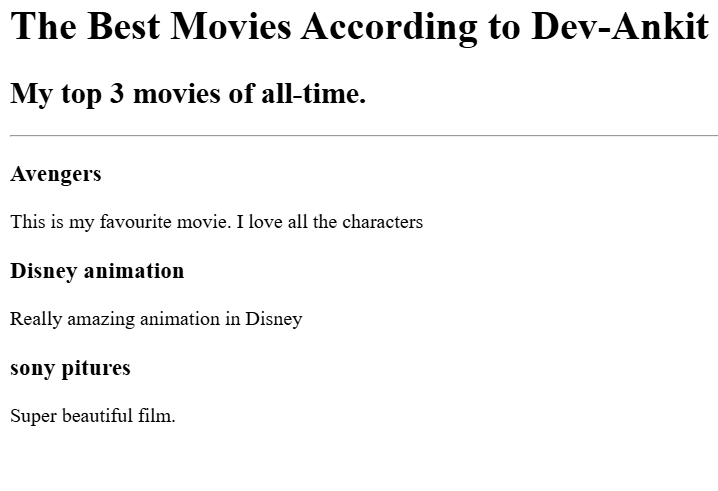 The Best Movies According to Dev-Ankit
My top 3 movies of all-time.
Avengers
This is my favourite movie. I love all the characters
Disney animation
Really amazing animation in Disney
sony pitures
Super beautiful film.